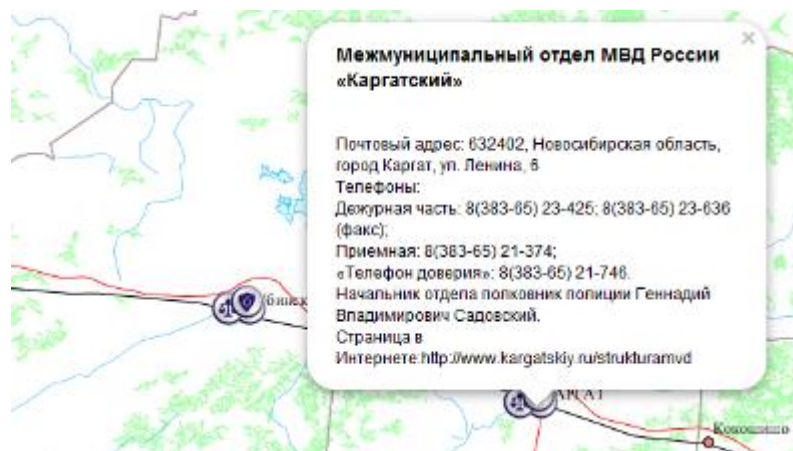 Межмуниципальный отдел МВД России
«Каргатский»
Почтовый адрес: 632402, Новосибирская область,
город Каргат, ул. Ленина, 6
Телефоны:
Дежурная часть: 8(383-65) 23-425; 8(383-65) 23-636
(факс);
Приемная: 8(383-65) 21-374;
«Телефон доверия»: 8(383-65) 21-746.
Начальник отдела полковник полиции Геннадий
Владимирович Садовский.
Страница в
Интернете:http://www.kargatskiy.ru/strukturamvd
АРГАТ